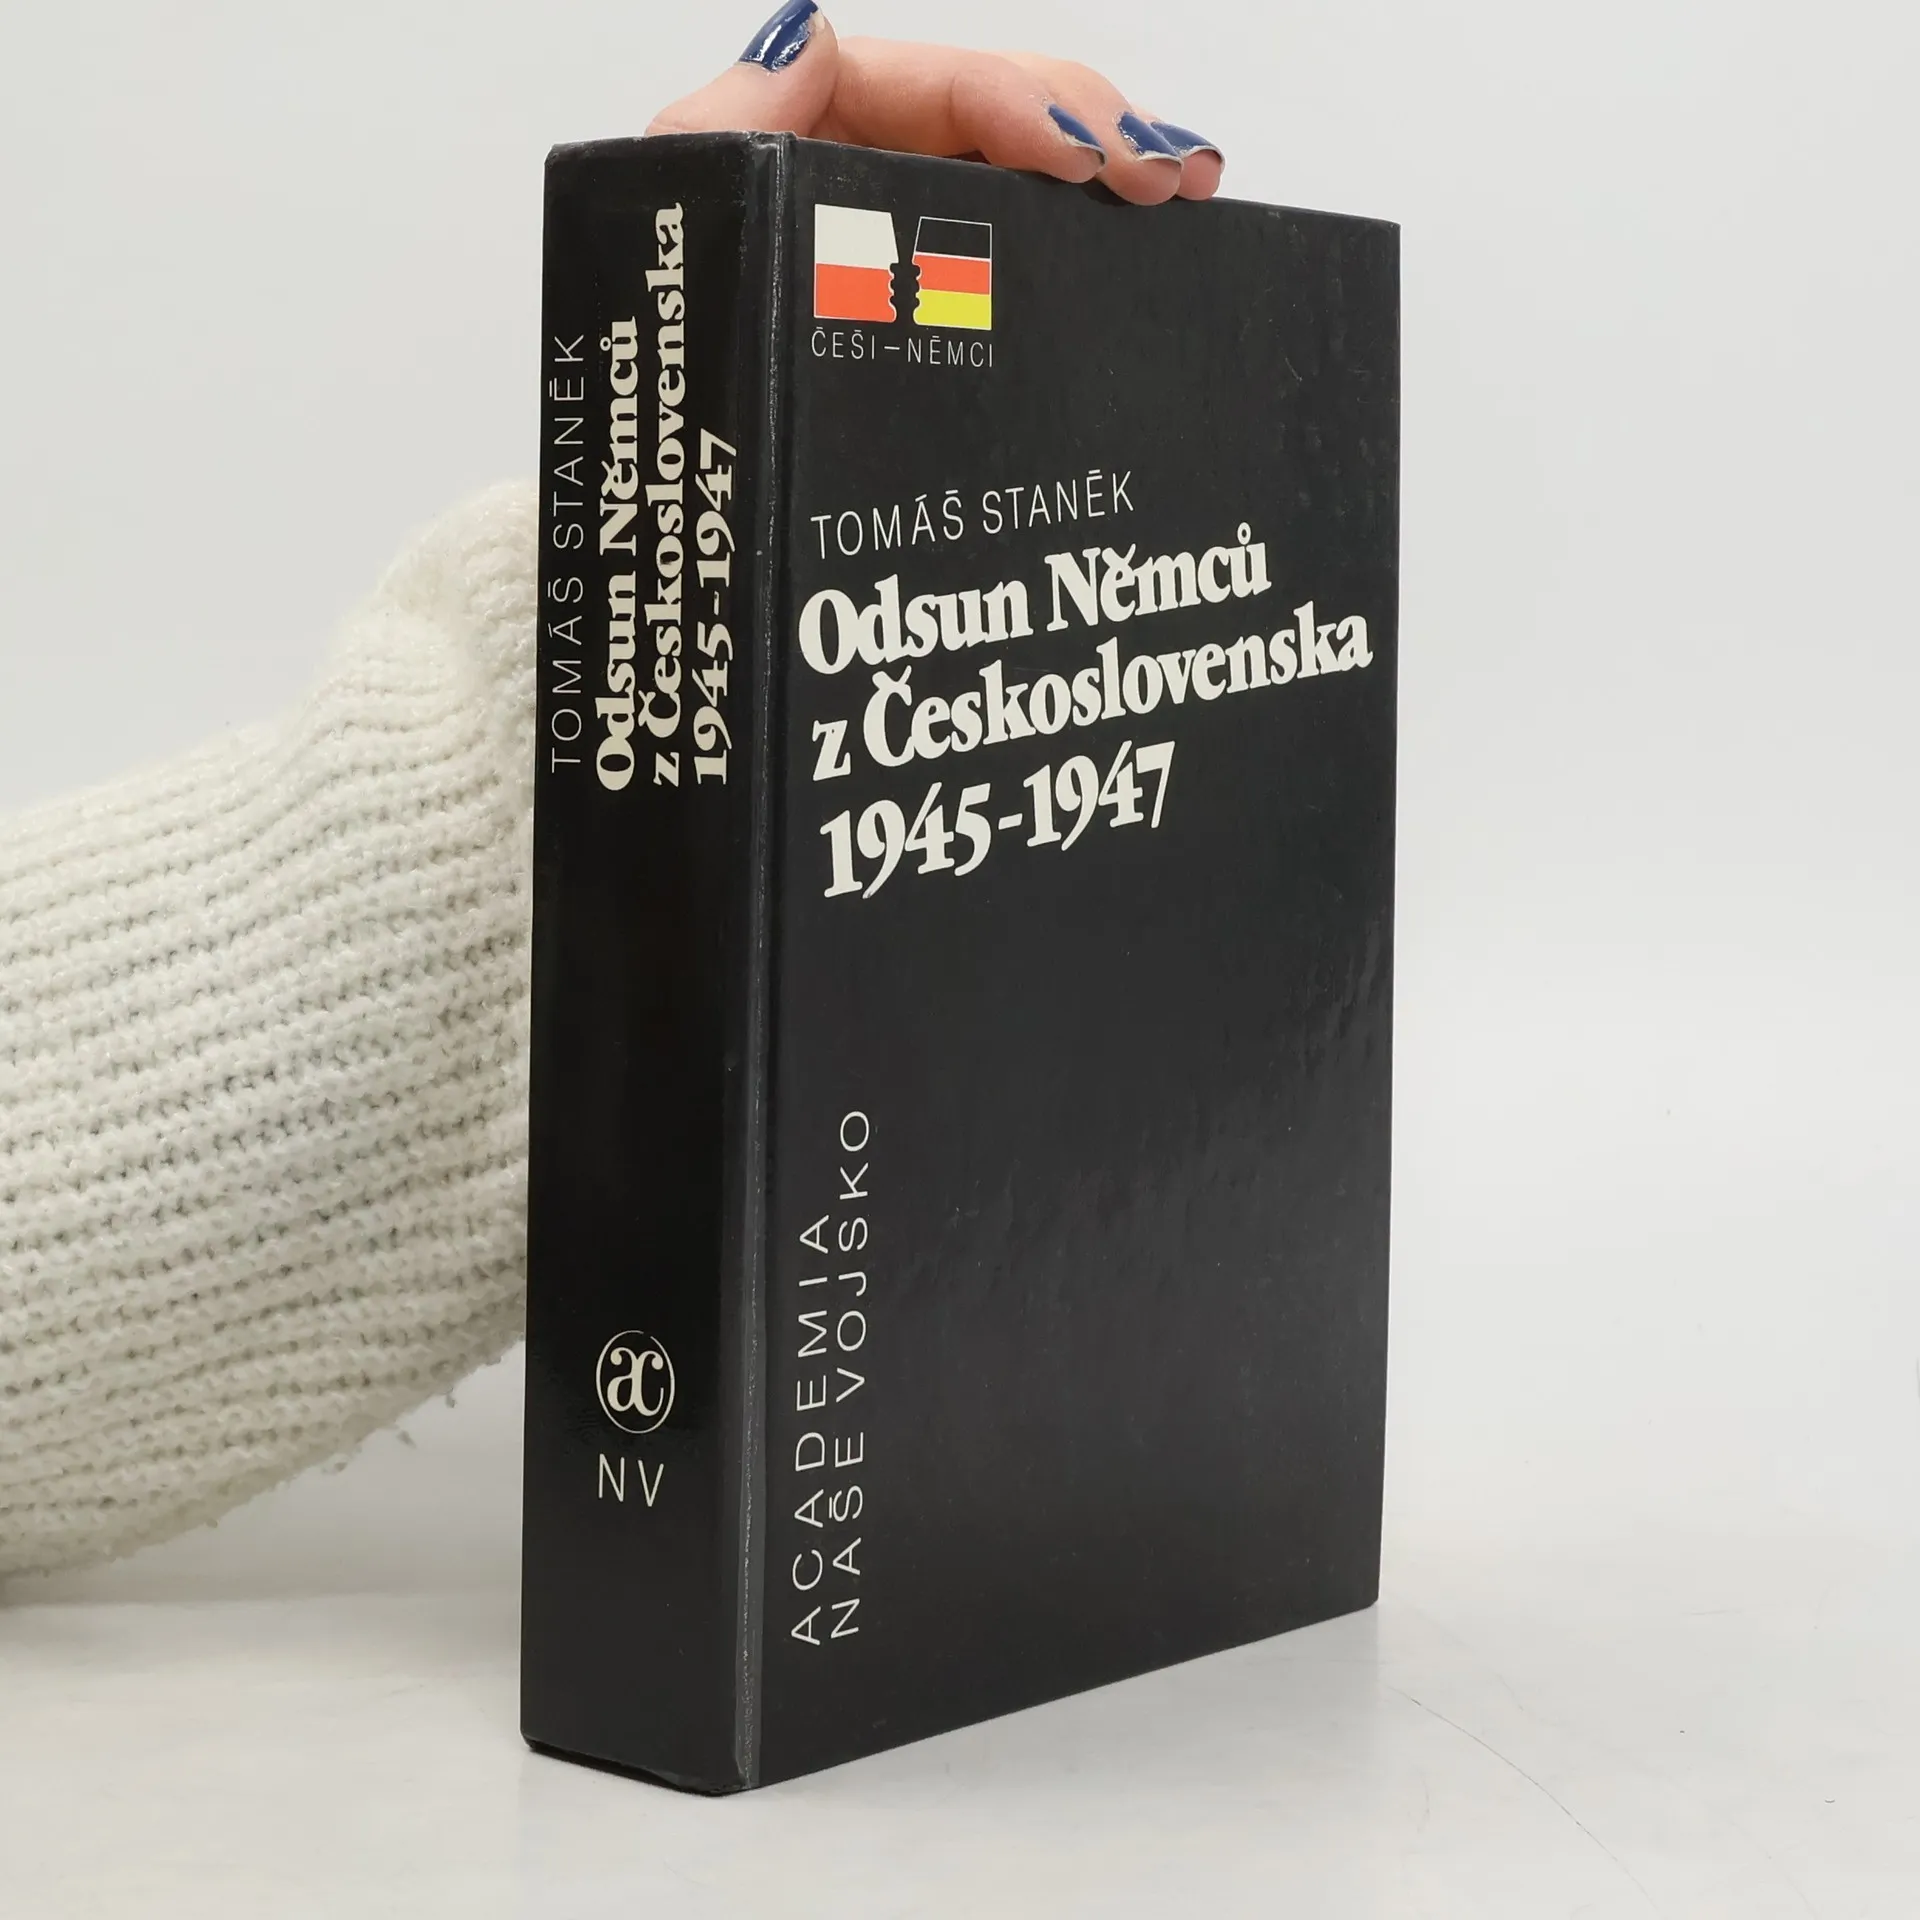 TOMÁŠ STANĚK
Odsun Němců
z Československa
1945-1947
æ
NV
ČEŠI–NĚMCI
TOMÁŠ STANĚK
Odsun Němců
z Československa
1945-1947
ACADEMIA
NAŠE VOJSKO